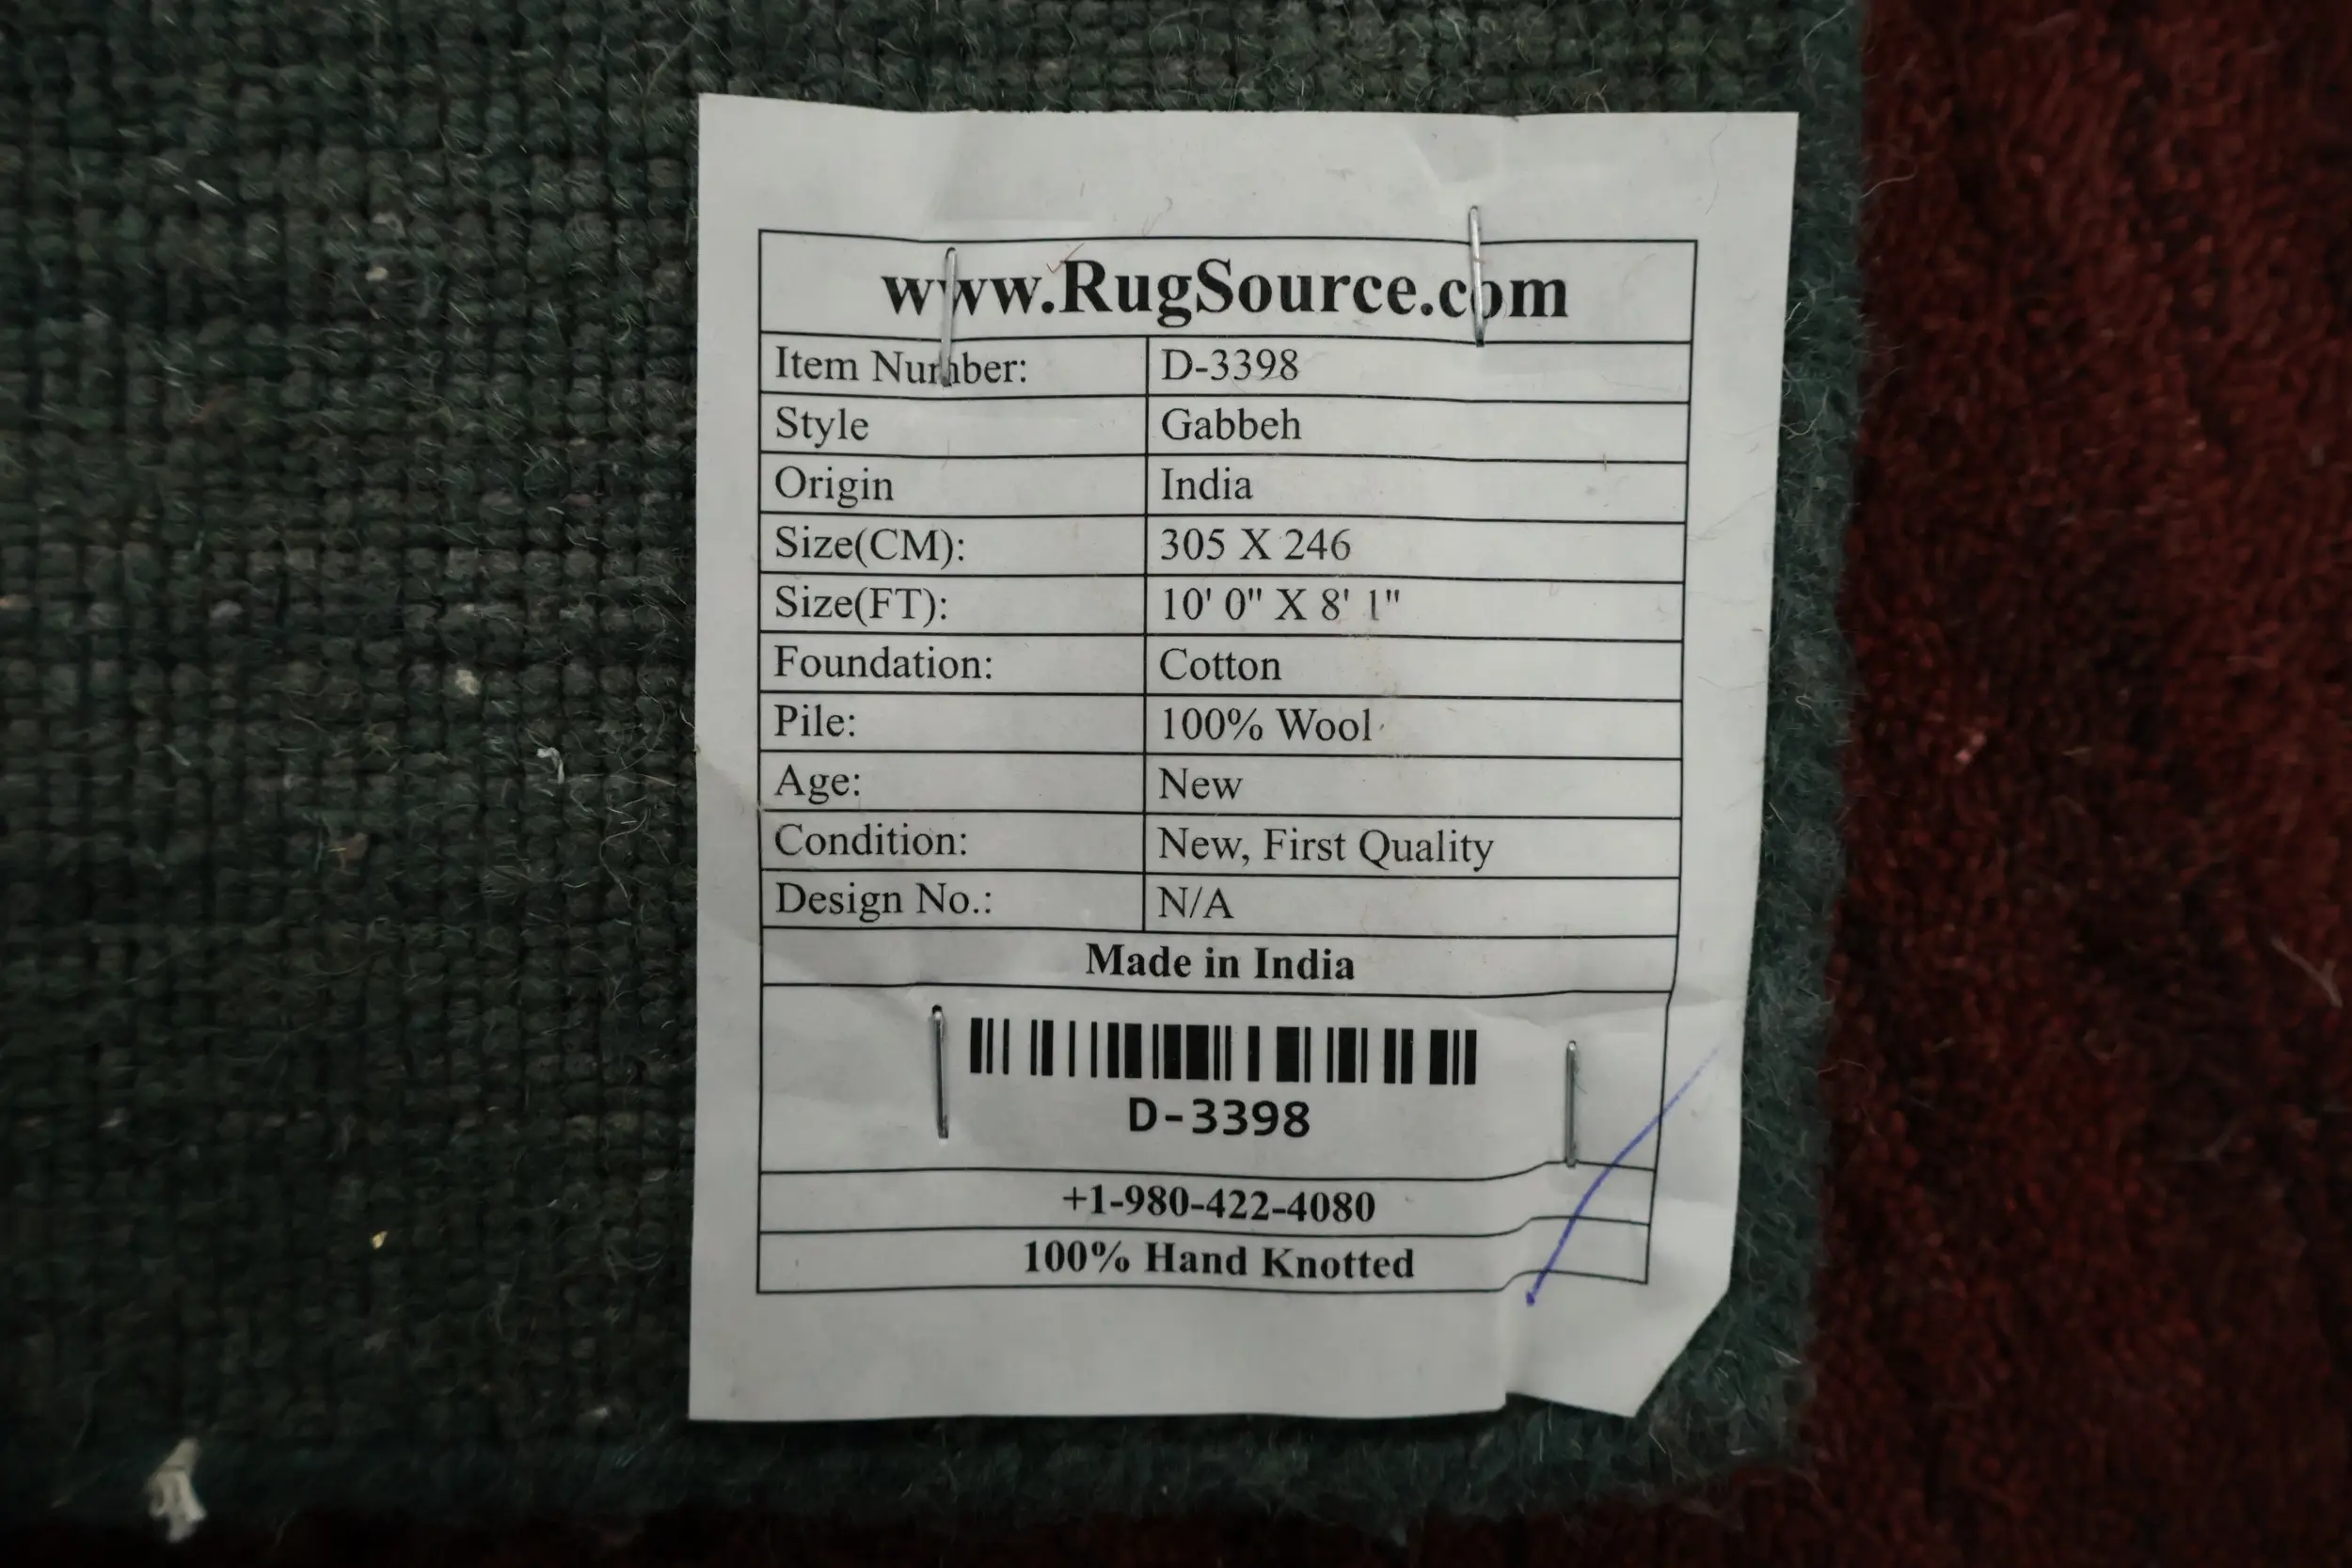 www.RugSource.com
Item Number: D-3398
Style Gabbeh
Origin India
Size(CM): 305 X 246
Size(FT): 10' 0" X 8' 1"
Foundation: Cotton
Pile: 100% Wool
Age: New
Condition: New, First Quality
Design No.: N/A
Made in India
D-3398
+1-980-422-4080
100% Hand Knotted